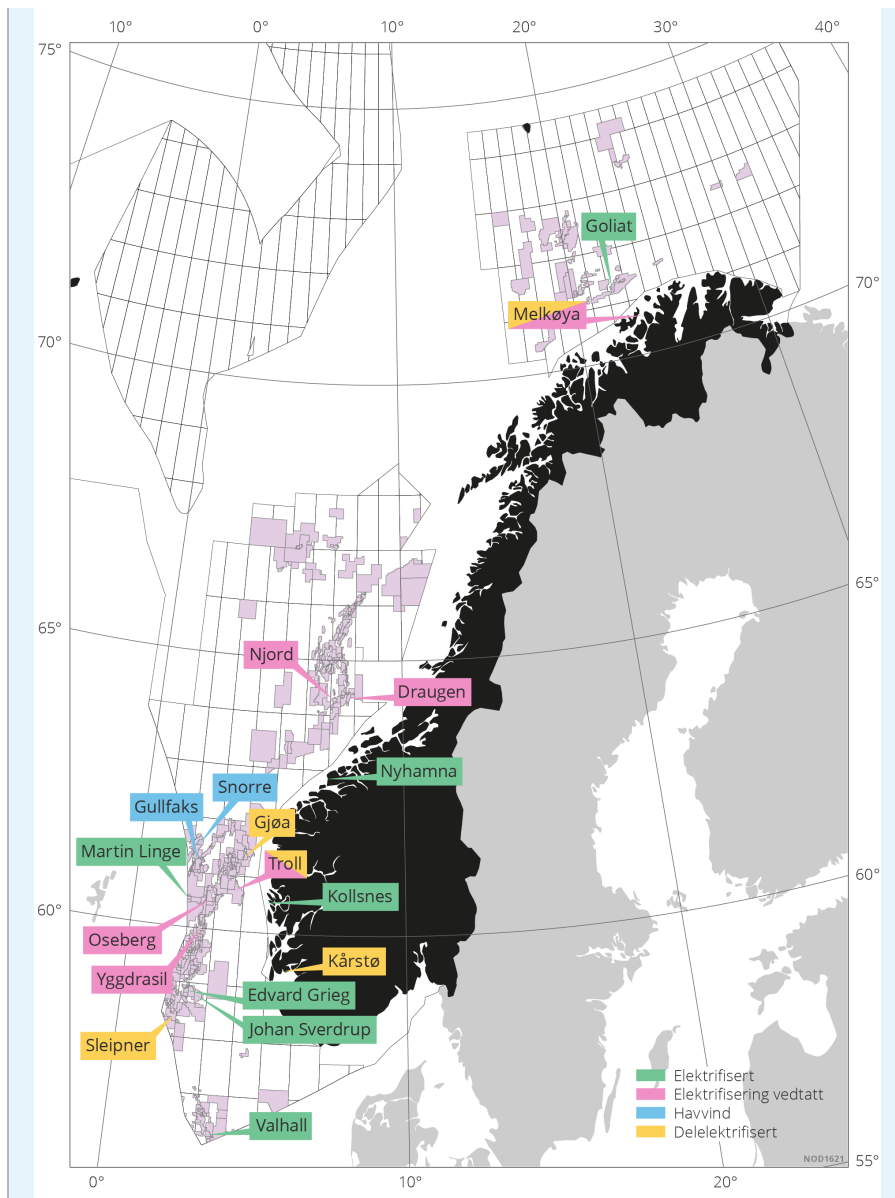 10°
0°
10°
20°
30°
40°
75°
Goliat
70°
Melkøya
70°
65°
65°
Njord
Draugen
Nyhamna
Snorre
Gullfaks
Gjøa
Martin Linge
Troll
60°
Kollsnes
60°
Oseberg
Kårstø
Yggdrasil
Edvard Grieg
Johan Sverdrup
Sleipner
Elektrifisert
Elektrifisering vedtatt
Havvind
Valhall
Delelektrifisert
NOD1621
55°
0°
10°
20°